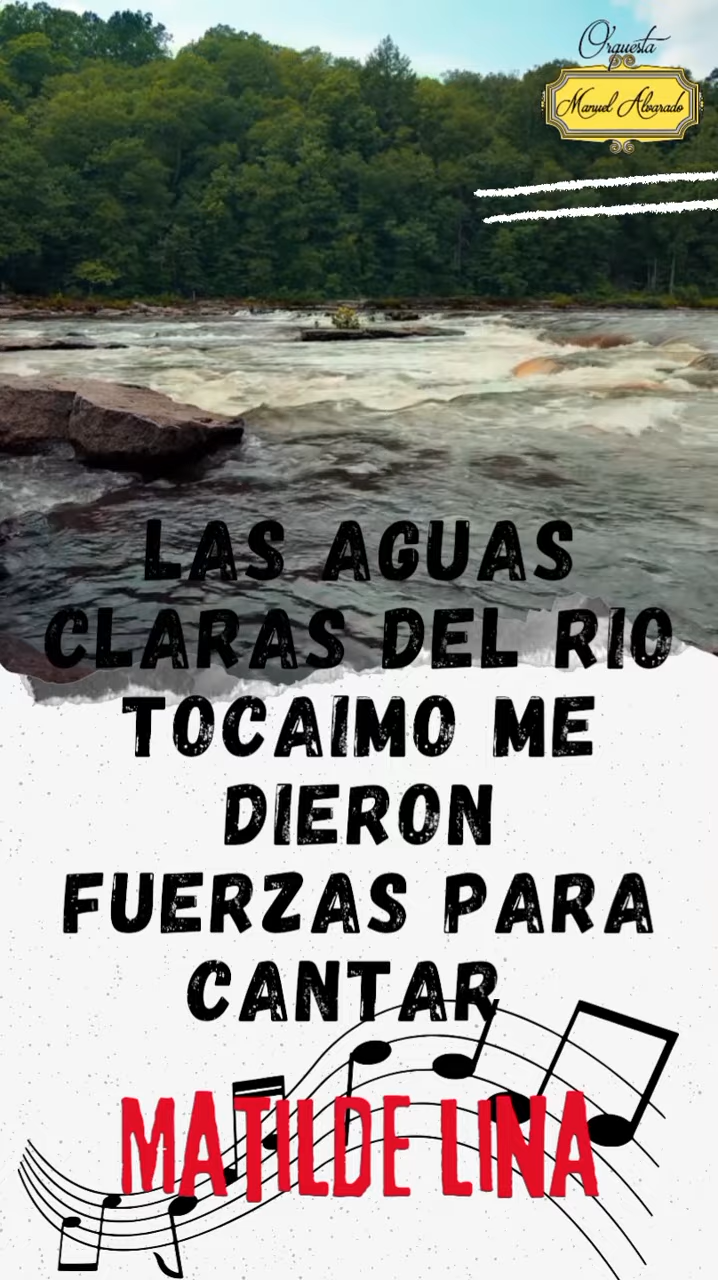 Orquesta
Manuel Alvarado
LAS AGUAS
CLARAS DEL RIO
TOCAIMO ME
DIERON
FUERZAS PARA
CANTAR
MATILDE LINA